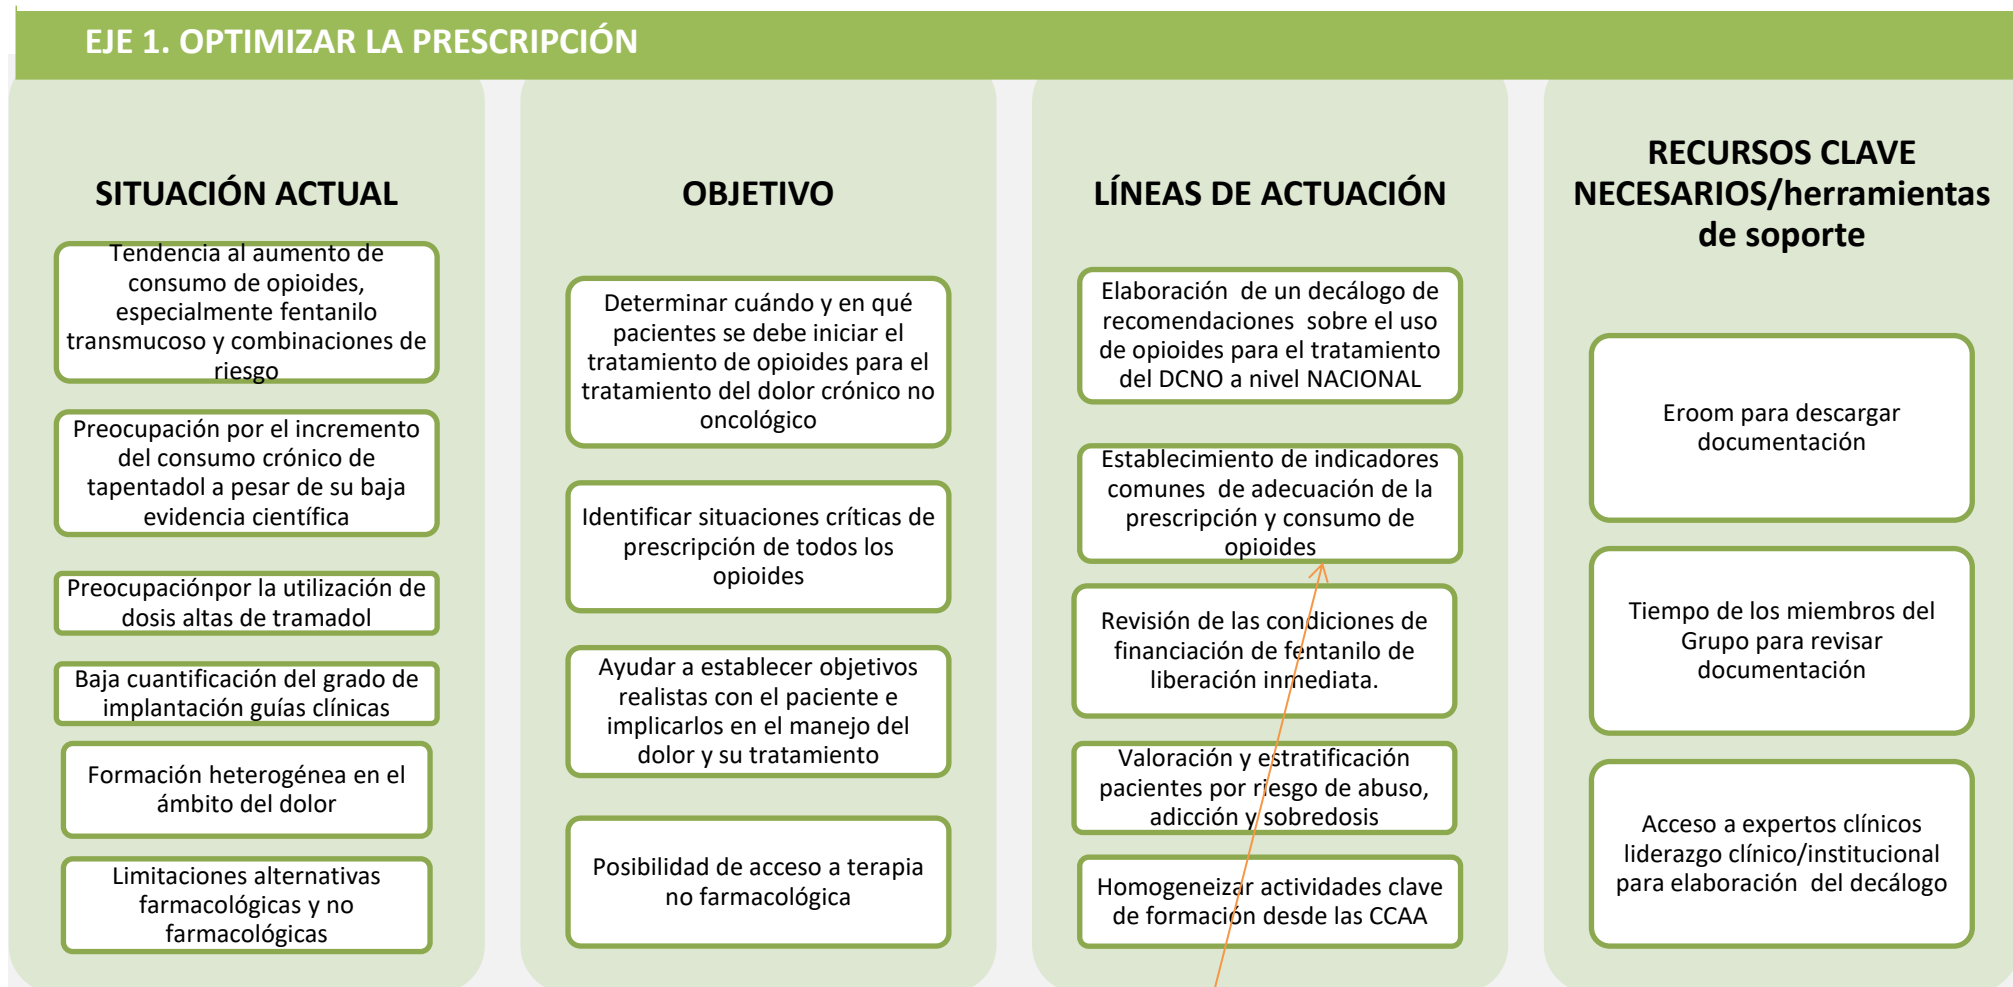 EJE 1. OPTIMIZAR LA PRESCRIPCIÓN
SITUACIÓN ACTUAL
Tendencia al aumento de
consumo de opioides,
especialmente fentanilo
transmucoso y combinaciones de
riesgo
Preocupación por el incremento
del consumo crónico de
tapentadol a pesar de su baja
evidencia científica
Preocupaciónpor la utilización de
dosis altas de tramadol
Baja cuantificación del grado de
implantación guías clínicas
Formación heterogénea en el
ámbito del dolor
Limitaciones alternativas
farmacológicas y no
farmacológicas
OBJETIVO
Determinar cuándo y en qué
pacientes se debe iniciar el
tratamiento de opioides para el
tratamiento del dolor crónico no
oncológico
Identificar situaciones críticas de
prescripción de todos los
opioides
Ayudar a establecer objetivos
realistas con el paciente e
implicarlos en el manejo del
dolor y su tratamiento
Posibilidad de acceso a terapia
no farmacológica
LÍNEAS DE ACTUACIÓN
Elaboración de un decálogo de
recomendaciones sobre el uso
de opioides para el tratamiento
del DCNO a nivel NACIONAL
Establecimiento de indicadores
comunes de adecuación de la
prescripción y consumo de
opioides
Revisión de las condiciones de
financiación de fentanilo de
liberación inmediata.
Valoración y estratificación
pacientes por riesgo de abuso,
adicción y sobredosis
Homogeneizar actividades clave
de formación desde las CCAA
RECURSOS CLAVE
NECESARIOS/herramientas
de soporte
Eroom para descargar
documentación
Tiempo de los miembros del
Grupo para revisar
documentación
Acceso a expertos clínicos
liderazgo clínico/institucional
para elaboración del decálogo